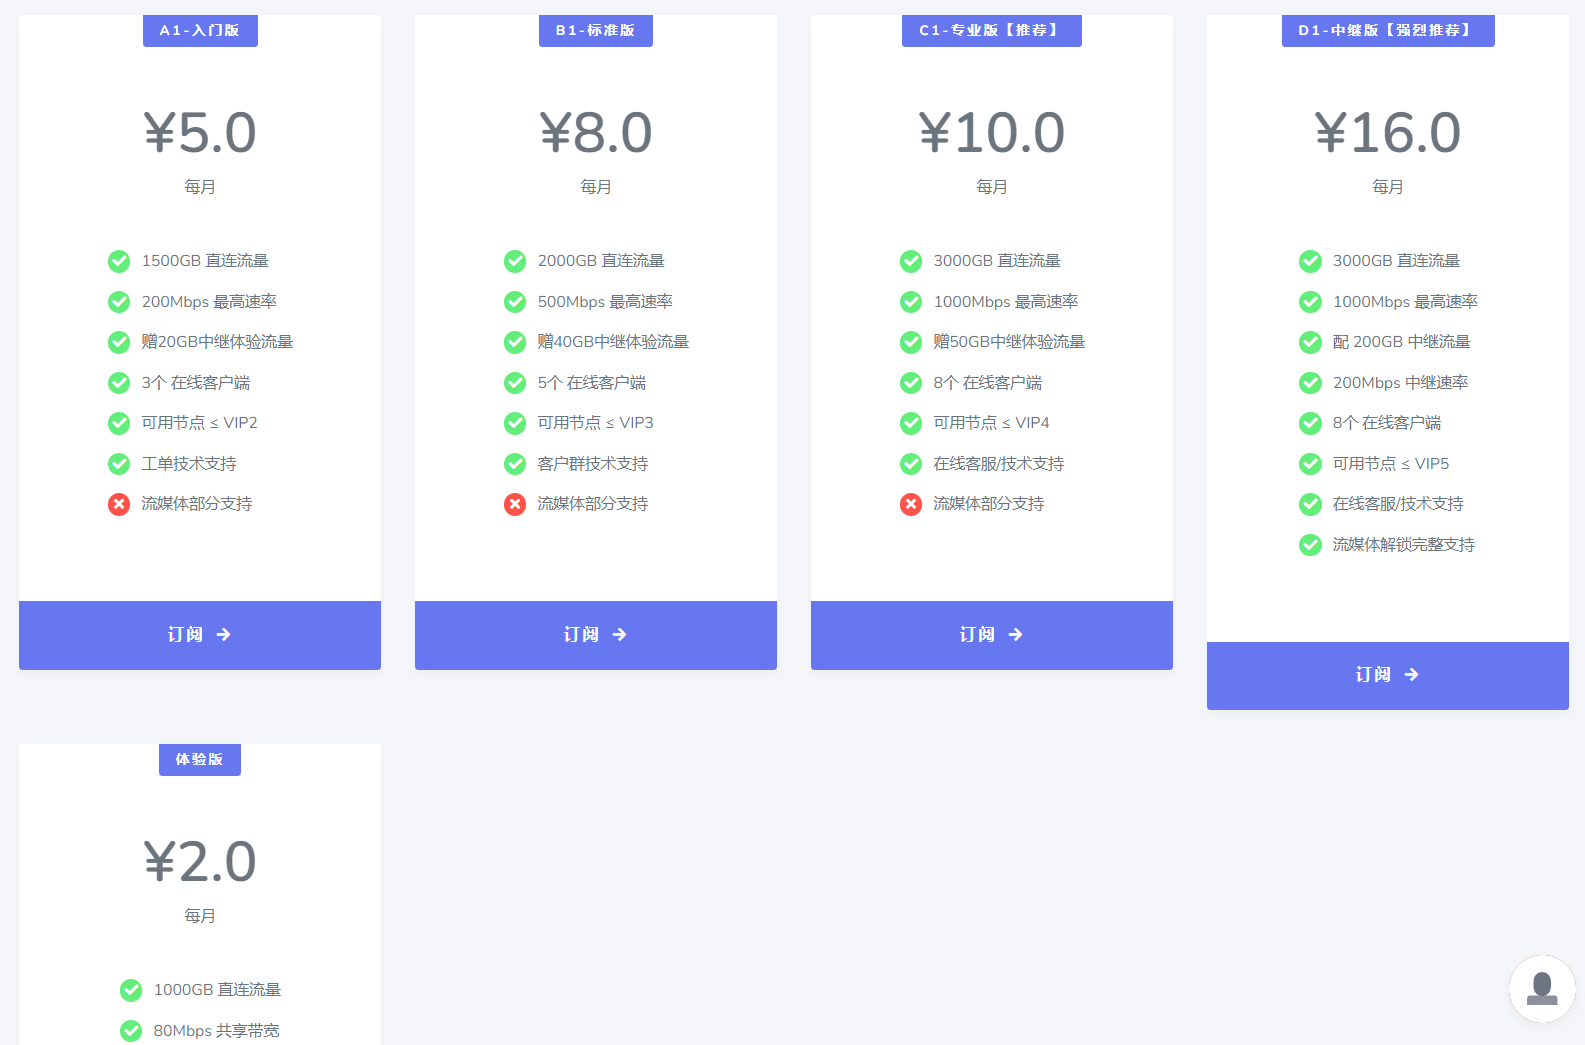 A1-入门版
¥5.0
每月
1500GB 直连流量
200Mbps 最高速率
赠20GB中继体验流量
3个 在线客户端
可用节点 ≤ VIP2
工单技术支持
流媒体部分支持
订阅
B1-标准版
¥8.0
每月
2000GB 直连流量
500Mbps 最高速率
赠40GB中继体验流量
5个 在线客户端
可用节点 ≤ VIP3
客户群技术支持
流媒体部分支持
订阅
C1-专业版【推荐】
¥10.0
每月
3000GB 直连流量
1000Mbps 最高速率
赠50GB中继体验流量
8个 在线客户端
可用节点 ≤ VIP4
在线客服/技术支持
流媒体部分支持
订阅
D1-中继版【强烈推荐】
¥16.0
每月
3000GB 直连流量
1000Mbps 最高速率
配 200GB 中继流量
200Mbps 中继速率
8个 在线客户端
可用节点 ≤ VIP5
在线客服/技术支持
流媒体解锁完整支持
订阅
体验版
¥2.0
每月
1000GB 直连流量
80Mbps 共享带宽